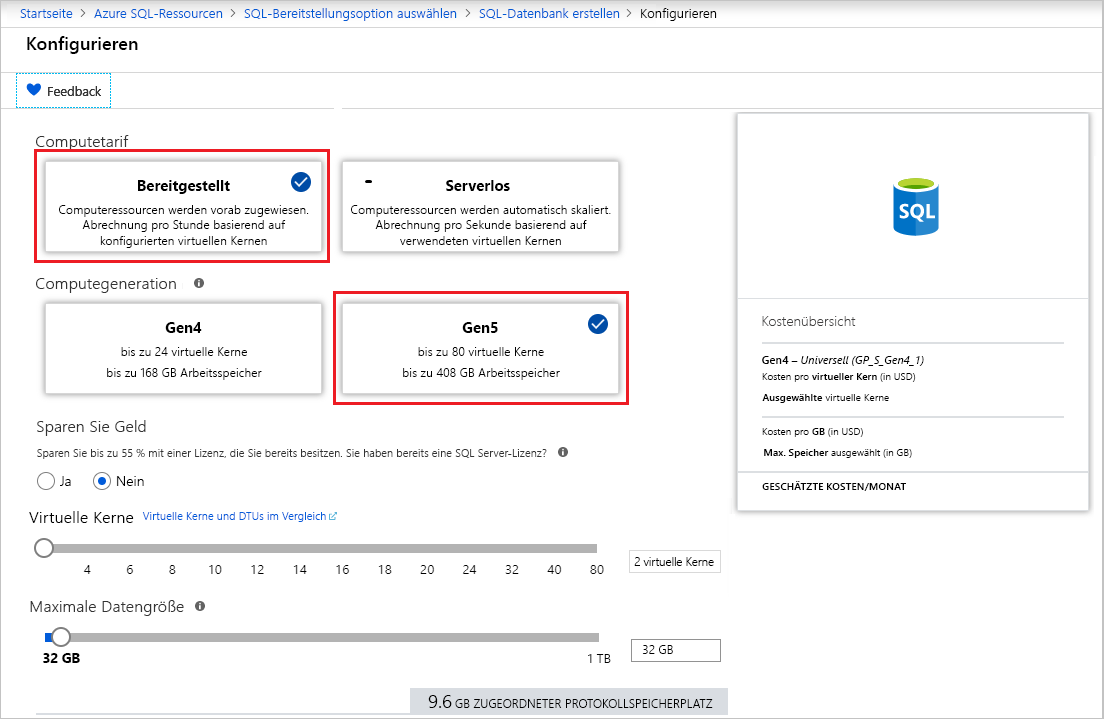 Startseite > Azure SQL-Ressourcen > SQL-Bereitstellungsoption auswählen > SQL-Datenbank erstellen > Konfigurieren
Konfigurieren
Feedback
Computetarif
Bereitgestellt
Computeressourcen werden vorab zugewiesen.
Abrechnung pro Stunde basierend auf
konfigurierten virtuellen Kernen
Serverlos
Computeressourcen werden automatisch skaliert.
Abrechnung pro Sekunde basierend auf
verwendeten virtuellen Kernen
Computegeneration
Gen4
bis zu 24 virtuelle Kerne
bis zu 168 GB Arbeitsspeicher
Gen5
bis zu 80 virtuelle Kerne
bis zu 408 GB Arbeitsspeicher
Sparen Sie Geld
Sparen Sie bis zu 55 % mit einer Lizenz, die Sie bereits besitzen. Sie haben bereits eine SQL Server-Lizenz?
Ja Nein
Virtuelle Kerne Virtuelle Kerne und DTUs im Vergleich
4 6 8 10 12 14 16 18 20 24 32 40 80
2 virtuelle Kerne
Maximale Datengröße
32 GB 1 TB
32 GB
9.6 GB ZUGEORDNETER PROTOKOLLSPEICHERPLATZ
SQL
Kostenübersicht
Gen4 – Universell (GP_S_Gen4_1)
Kosten pro virtueller Kern (in USD)
Ausgewählte virtuelle Kerne
Kosten pro GB (in USD)
Max. Speicher ausgewählt (in GB)
GESCHÄTZTE KOSTEN/MONAT